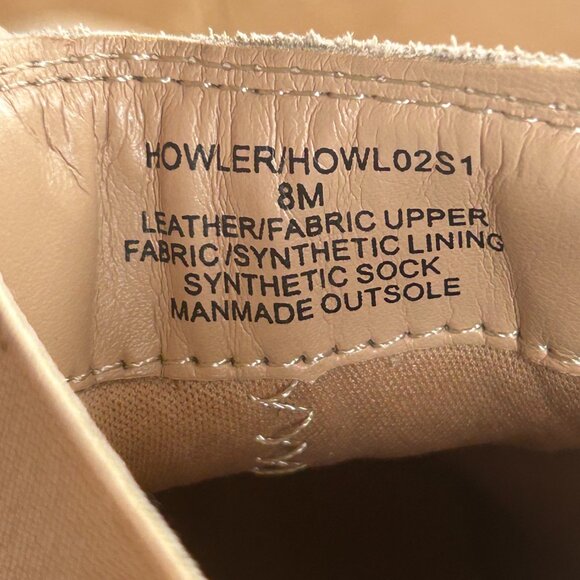 HOWLER/HOWL02S1
8M
LEATHER/FABRIC UPPER
FABRIC/SYNTHETIC LINING
SYNTHETIC SOCK
MANMADE OUTSOLE